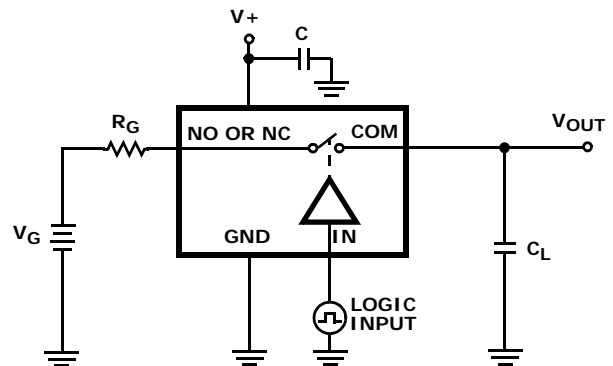 V+
C
RG
NO OR NC
COM
VOUT
VG
GND
IN
CL
LOGIC
INPUT